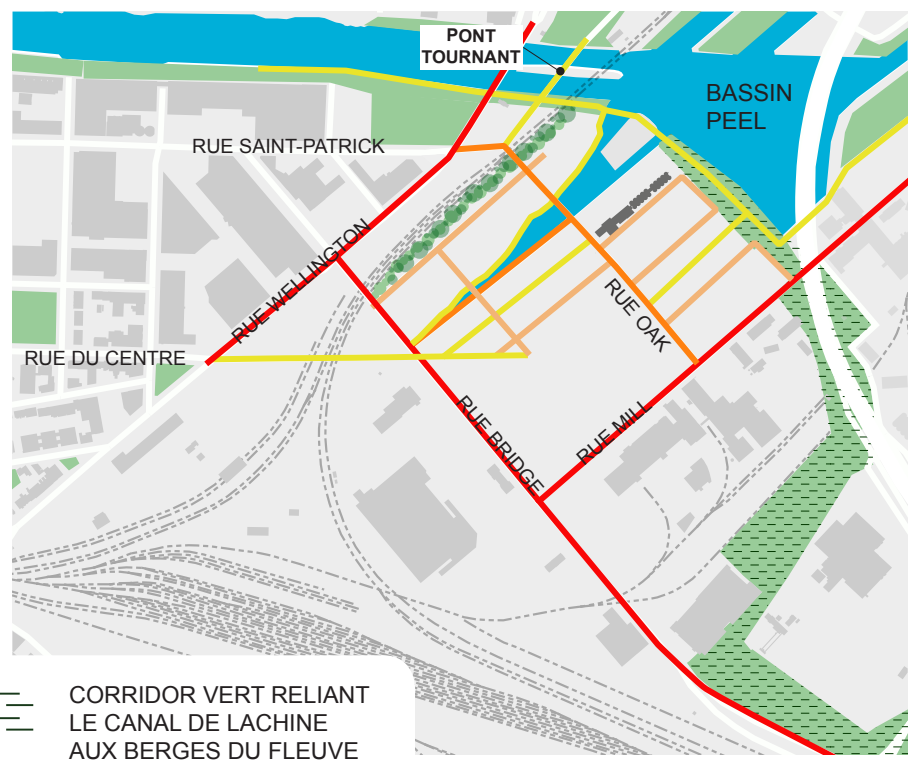 PONT
TOURNANT
BASSIN
PEEL
RUE SAINT-PATRICK
RUE WELLINGTON
RUE OAK
RUE DU CENTRE
RUE BRIDGE
RUE MILL
CORRIDOR VERT RELIANT
LE CANAL DE LACHINE
AUX BERGES DU FLEUVE